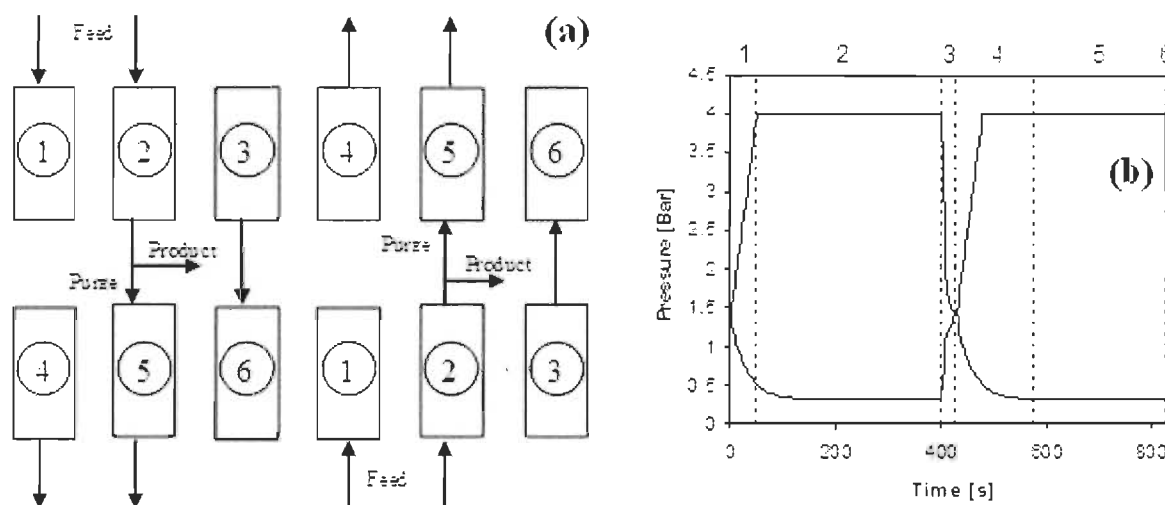 Feed
(a)
1 2 3 4 5 6
Purge
Product
Purge
Product
4 5 6 1 2 3
Feed
1 2 3 4 5 6
4.5
4
3.5
3
2.5
2
1.5
1
0.5
0
Pressure [Bar]
(b)
0 200 400 600 800
Time [s]